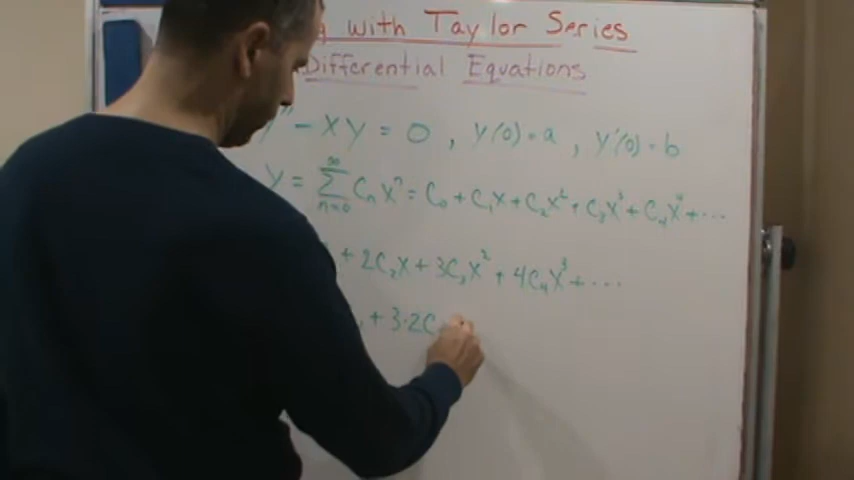 with Taylor Series
Differential Equations
- xy = 0 , y(0) = a , y'(0) = b
y = ∞ Σ n=0 Cₙxⁿ = C₀ + C₁x + C₂x² + C₃x³ + C₄x⁴ + ...
+ 2C₂x + 3C₃x² + 4C₄x³ + ...
+ 3·2C